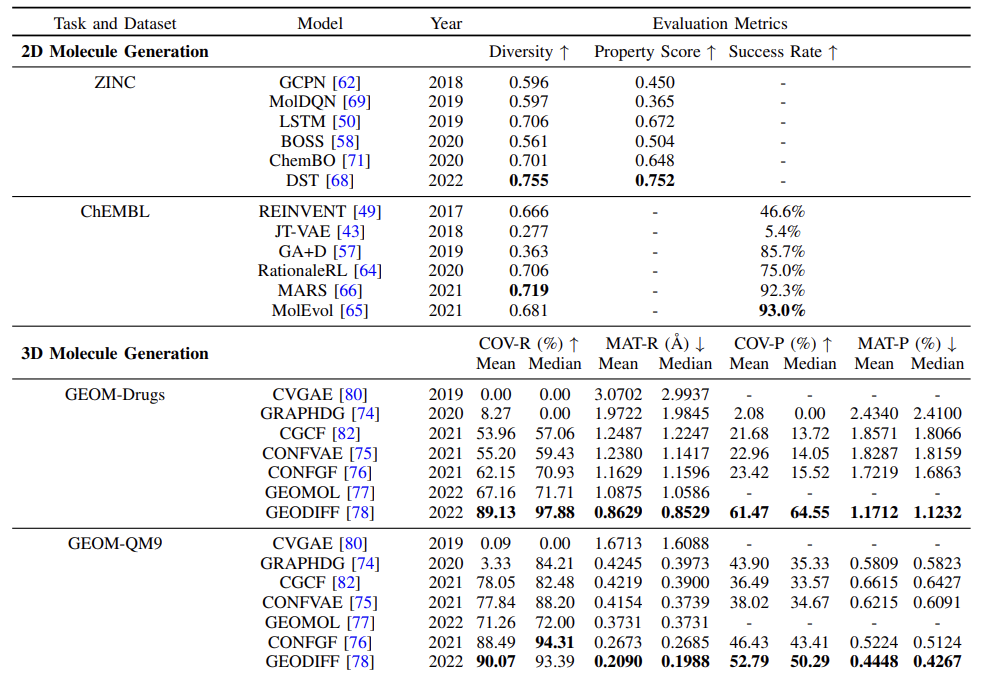 Task and Dataset Model Year Evaluation Metrics
2D Molecule Generation Diversity ↑ Property Score ↑ Success Rate ↑
ZINC GCPN [62] 2018 0.596 0.450 -
MolDQN [69] 2019 0.597 0.365 -
LSTM [50] 2019 0.706 0.672 -
BOSS [58] 2020 0.561 0.504 -
ChemBO [71] 2020 0.701 0.648 -
DST [68] 2022 0.755 0.752 -
ChEMBL REINVENT [49] 2017 0.666 - 46.6%
JT-VAE [43] 2018 0.277 - 5.4%
GA+D [57] 2019 0.363 - 85.7%
RationaleRL [64] 2020 0.706 - 75.0%
MARS [66] 2021 0.719 - 92.3%
MolEvol [65] 2021 0.681 - 93.0%
3D Molecule Generation COV-R (%) ↑ MAT-R (Å) ↓ COV-P (%) ↑ MAT-P (%) ↓
Mean Median Mean Median Mean Median Mean Median
GEOM-Drugs CVGAE [80] 2019 0.00 0.00 3.0702 2.9937 - - - -
GRAPHDG [74] 2020 8.27 0.00 1.9722 1.9845 2.08 0.00 2.4340 2.4100
CGCF [82] 2021 53.96 57.06 1.2487 1.2247 21.68 13.72 1.8571 1.8066
CONFVAE [75] 2021 55.20 59.43 1.2380 1.1417 22.96 14.05 1.8287 1.8159
CONFGF [76] 2021 62.15 70.93 1.1629 1.1596 23.42 15.52 1.7219 1.6863
GEOMOL [77] 2022 67.16 71.71 1.0875 1.0586 - - - -
GEODIFF [78] 2022 89.13 97.88 0.8629 0.8529 61.47 64.55 1.1712 1.1232
GEOM-QM9 CVGAE [80] 2019 0.09 0.00 1.6713 1.6088 - - - -
GRAPHDG [74] 2020 3.33 84.21 0.4245 0.3973 43.90 35.33 0.5809 0.5823
CGCF [82] 2021 78.05 82.48 0.4219 0.3900 36.49 33.57 0.6615 0.6427
CONFVAE [75] 2021 77.84 88.20 0.4154 0.3739 38.02 34.67 0.6215 0.6091
GEOMOL [77] 2022 71.26 72.00 0.3731 0.3731 - - - -
CONFGF [76] 2021 88.49 94.31 0.2673 0.2685 46.43 43.41 0.5224 0.5124
GEODIFF [78] 2022 90.07 93.39 0.2090 0.1988 52.79 50.29 0.4448 0.4267